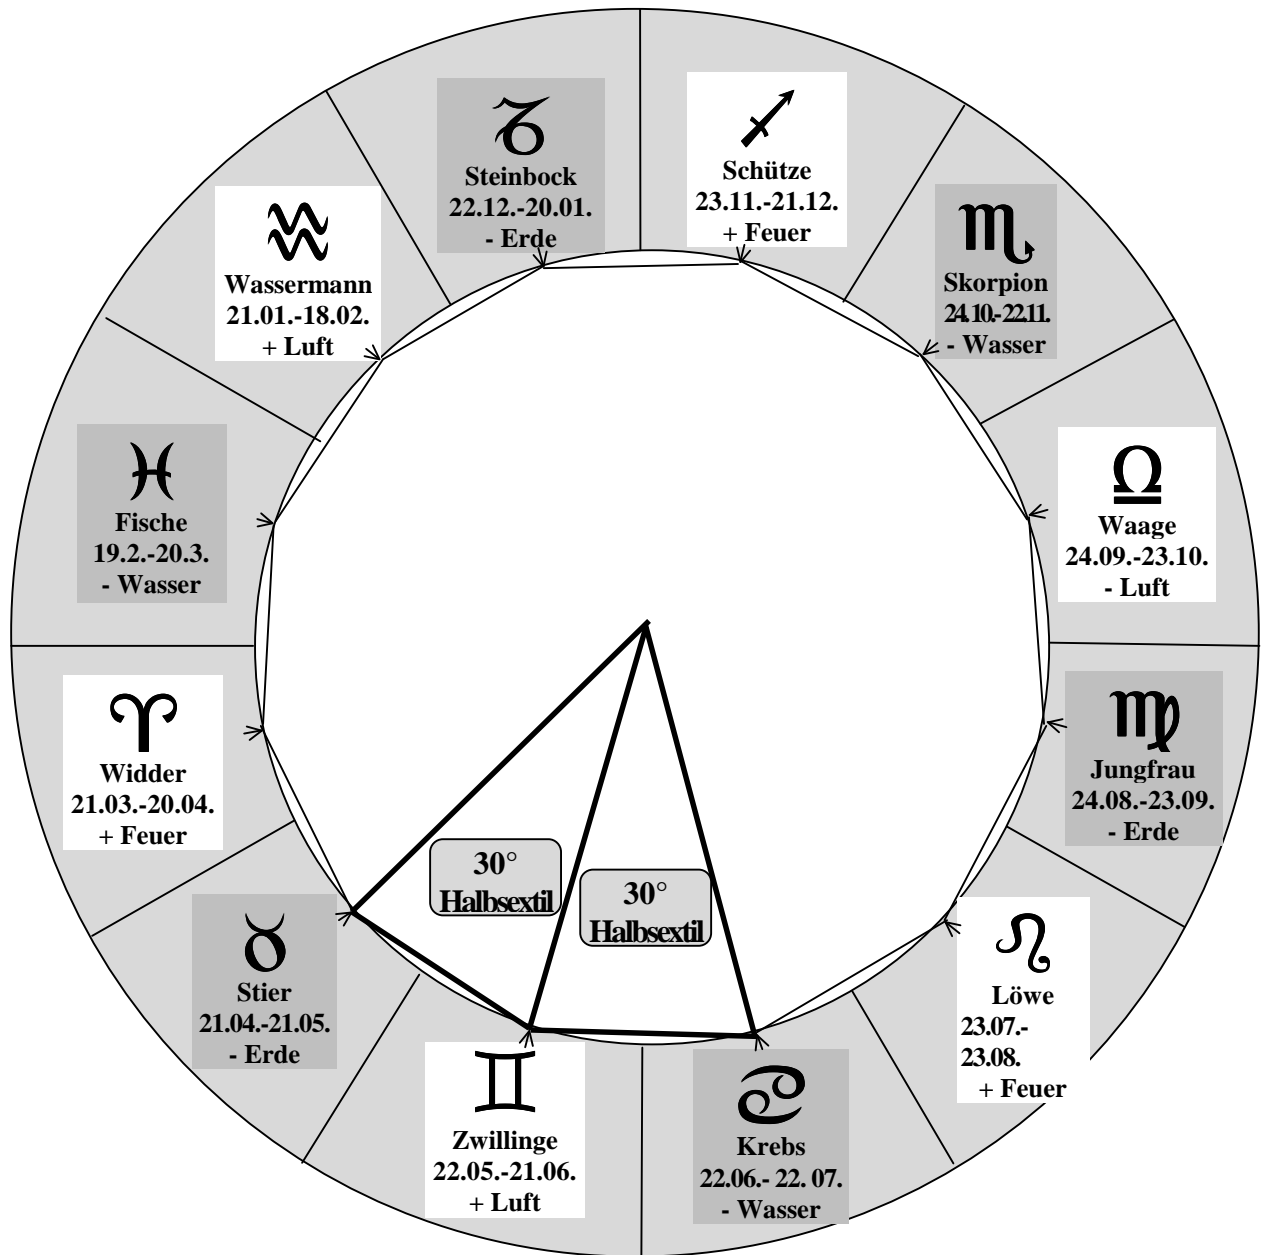 Steinbock
22.12.-20.01.
- Erde
Schütze
23.11.-21.12.
+ Feuer
Wassermann
21.01.-18.02.
+ Luft
Skorpion
24.10.-22.11.
- Wasser
Fische
19.2.-20.3.
- Wasser
Waage
24.09.-23.10.
- Luft
Widder
21.03.-20.04.
+ Feuer
Jungfrau
24.08.-23.09.
- Erde
30°
Halbsextil
30°
Halbsextil
Stier
21.04.-21.05.
- Erde
Löwe
23.07.-
23.08.
+ Feuer
Zwillinge
22.05.-21.06.
+ Luft
Krebs
22.06.- 22. 07.
- Wasser